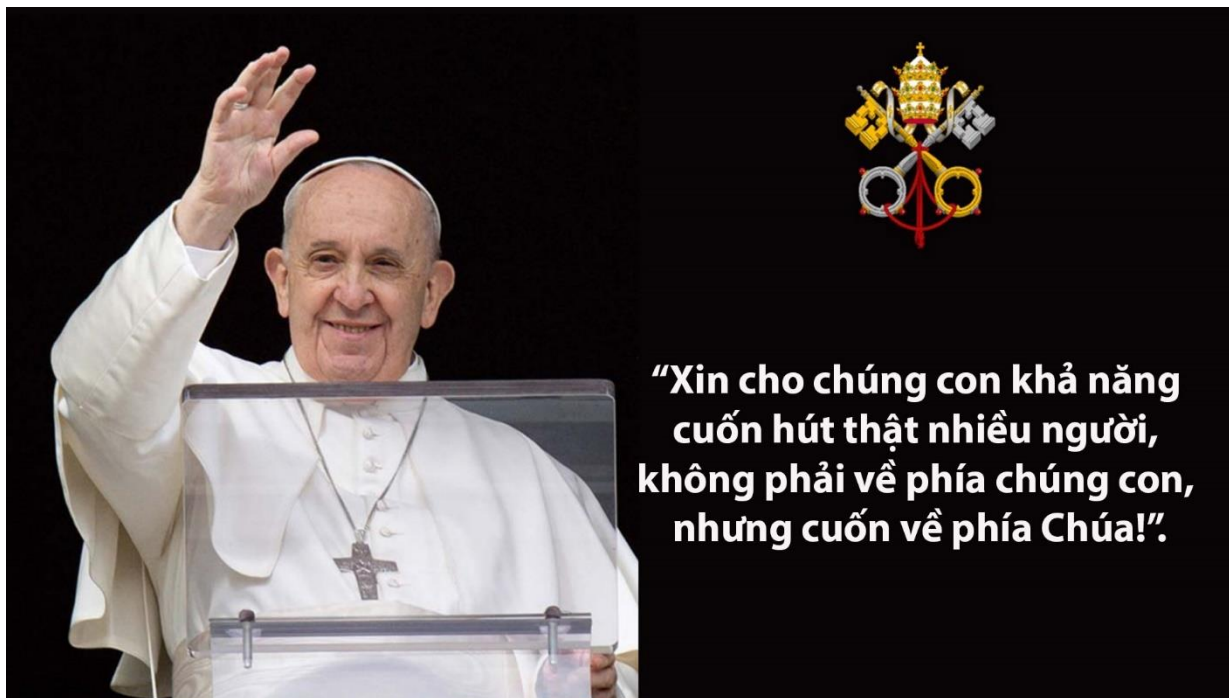 “Xin cho chúng con khả năng
cuốn hút thật nhiều người,
không phải về phía chúng con,
nhưng cuốn về phía Chúa!”.